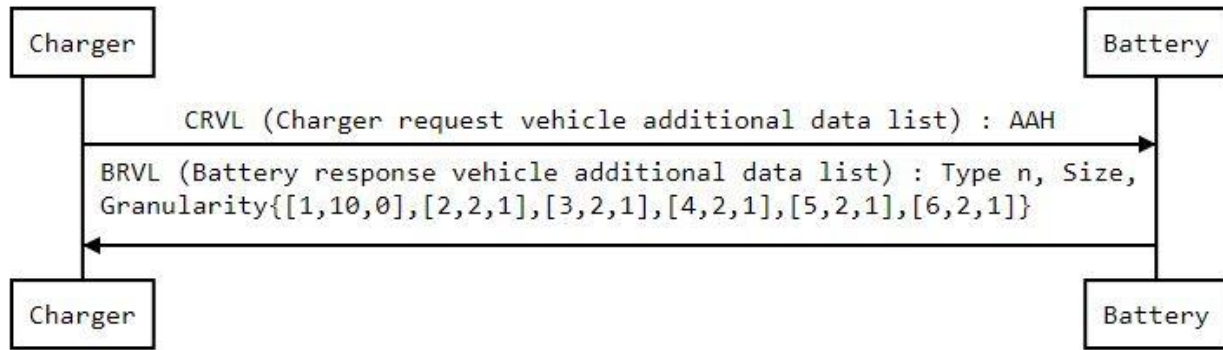 Charger Battery
CRVL (Charger request vehicle additional data list) : AAH
BRVL (Battery response vehicle additional data list) : Type n, Size,
Granularity{[1,10,0],[2,2,1],[3,2,1],[4,2,1],[5,2,1],[6,2,1]}
Charger Battery